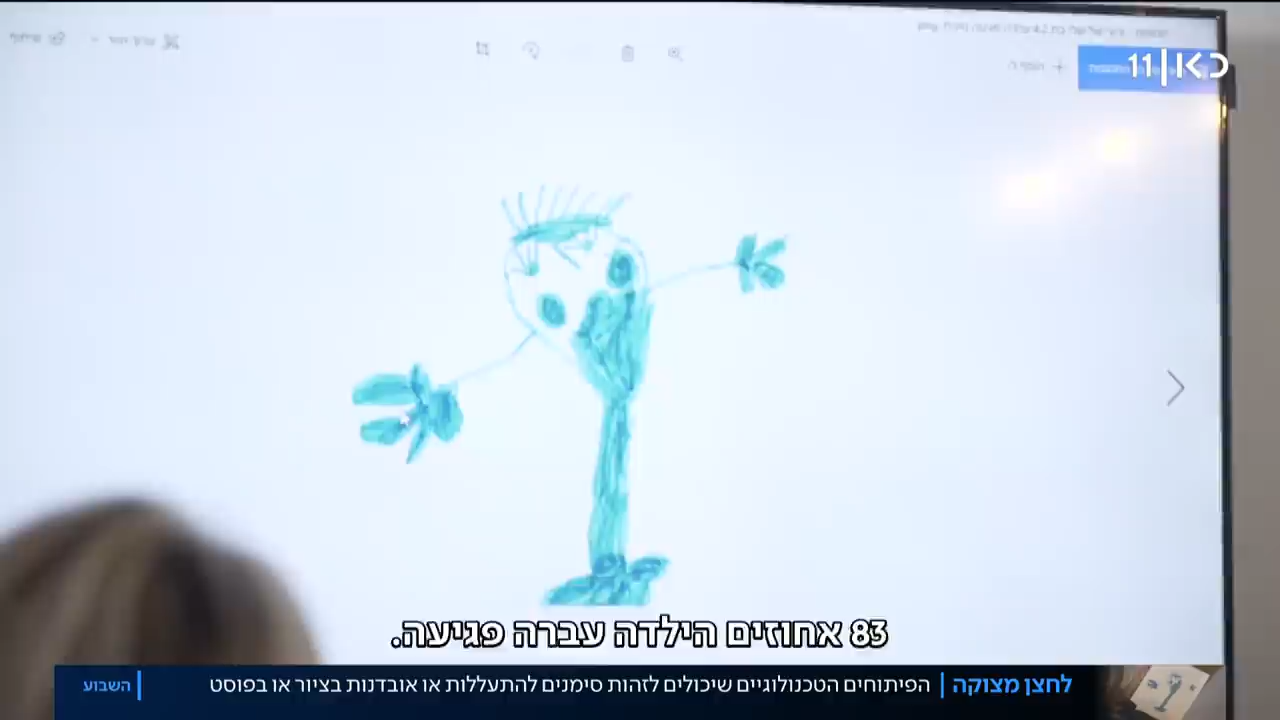 כאן 11
83 אחוזים הילדה עברה פגיעה.
לחצן מצוקה | הפיתוחים הטכנולוגיים שיכולים לזהות סימנים להתעללות או אובדנות בציור או בפוסט | השבוע